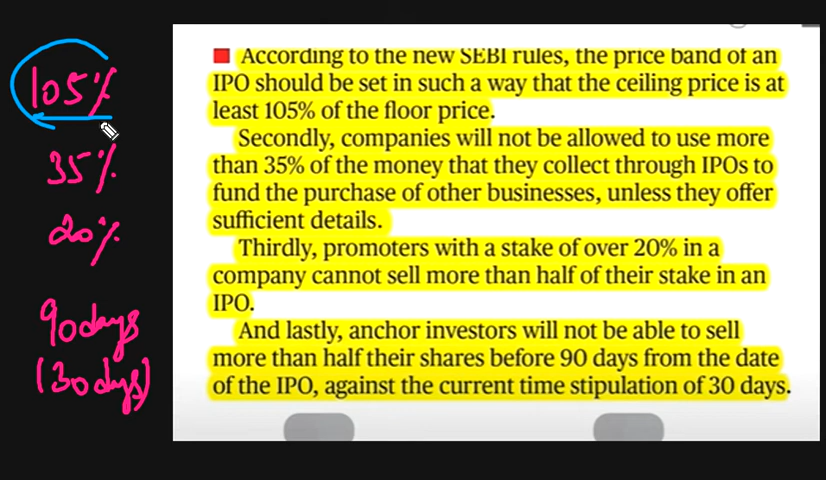 105%
35%
20%
90 days
(30 days)
According to the new SEBI rules, the price band of an
IPO should be set in such a way that the ceiling price is at
least 105% of the floor price.
Secondly, companies will not be allowed to use more
than 35% of the money that they collect through IPOs to
fund the purchase of other businesses, unless they offer
sufficient details.
Thirdly, promoters with a stake of over 20% in a
company cannot sell more than half of their stake in an
IPO.
And lastly, anchor investors will not be able to sell
more than half their shares before 90 days from the date
of the IPO, against the current time stipulation of 30 days.